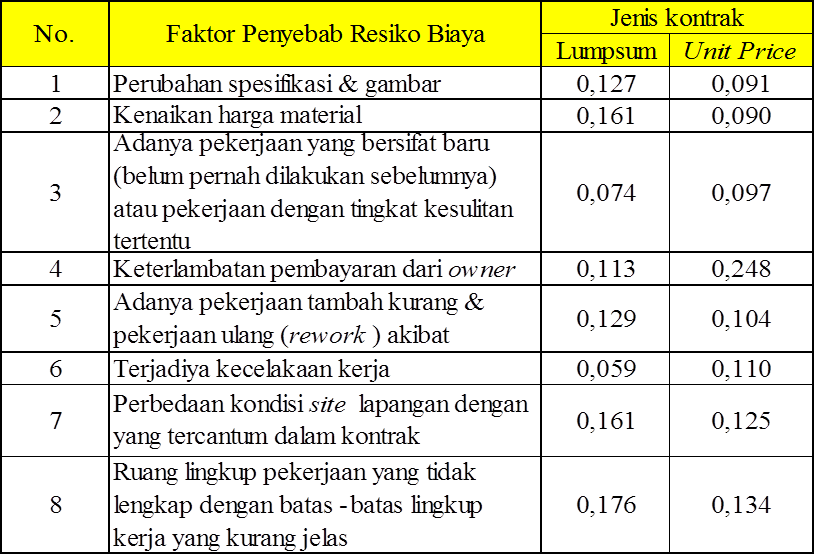 No. Faktor Penyebab Resiko Biaya Jenis kontrak
Lumpsum Unit Price
1 Perubahan spesifikasi & gambar 0,127 0,091
2 Kenaikan harga material 0,161 0,090
Adanya pekerjaan yang bersifat baru
(belum pernah dilakukan sebelumnya)
3 atau pekerjaan dengan tingkat kesulitan 0,074 0,097
tertentu
4 Keterlambatan pembayaran dari owner 0,113 0,248
5 Adanya pekerjaan tambah kurang & 0,129 0,104
pekerjaan ulang (rework ) akibat
6 Terjadiya kecelakaan kerja 0,059 0,110
7 Perbedaan kondisi site lapangan dengan 0,161 0,125
yang tercantum dalam kontrak
Ruang lingkup pekerjaan yang tidak
8 lengkap dengan batas -batas lingkup 0,176 0,134
kerja yang kurang jelas